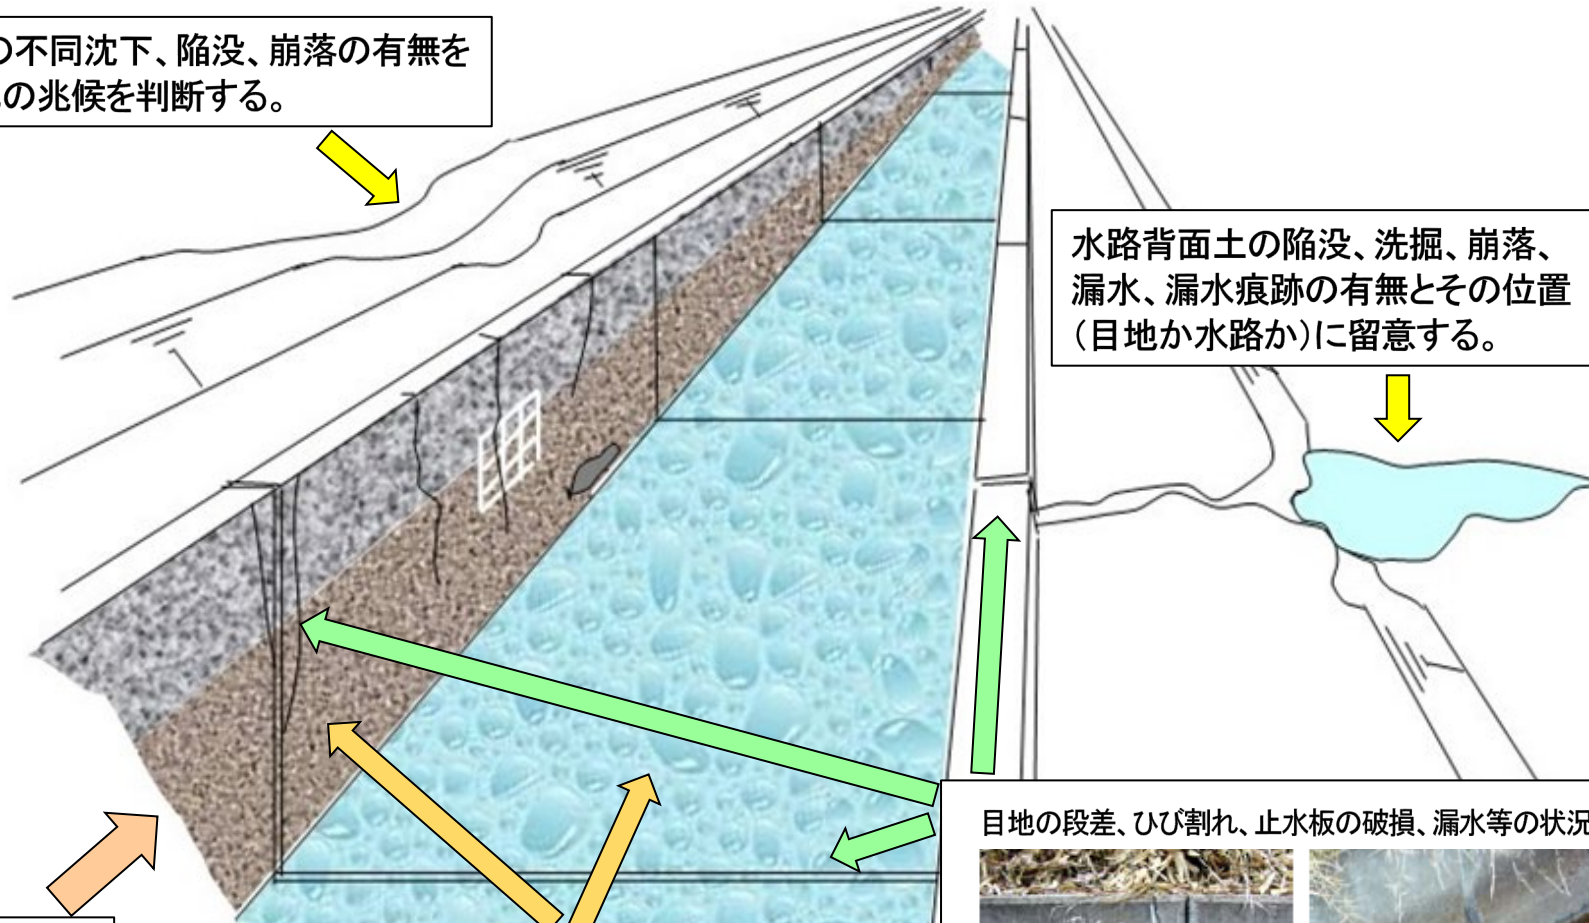 の不同沈下、陥没、崩落の有無を
の兆候を判断する。
水路背面土の陥没、洗掘、崩落、
漏水、漏水痕跡の有無とその位置
(目地か水路か)に留意する。
目地の段差、ひび割れ、止水板の破損、漏水等の状況